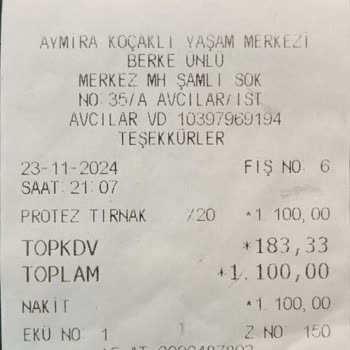 AYMİRA KOÇAKLI YAŞAM MERKEZİ
BERKE ÜNLÜ
MERKEZ MH ŞAMLI SOK
NO:35/A AVCILAR/İST
AVCILAR VD 10397969194
TEŞEKKÜRLER
23-11-2024 FİŞ NO 6
SAAT:21:07
PROTEZ TIRNAK %20 *1.100,00
TOPKDV *183,33
TOPLAM *1.100,00
NAKİT *1.100,00
EKÜ NO 1 Z NO 150